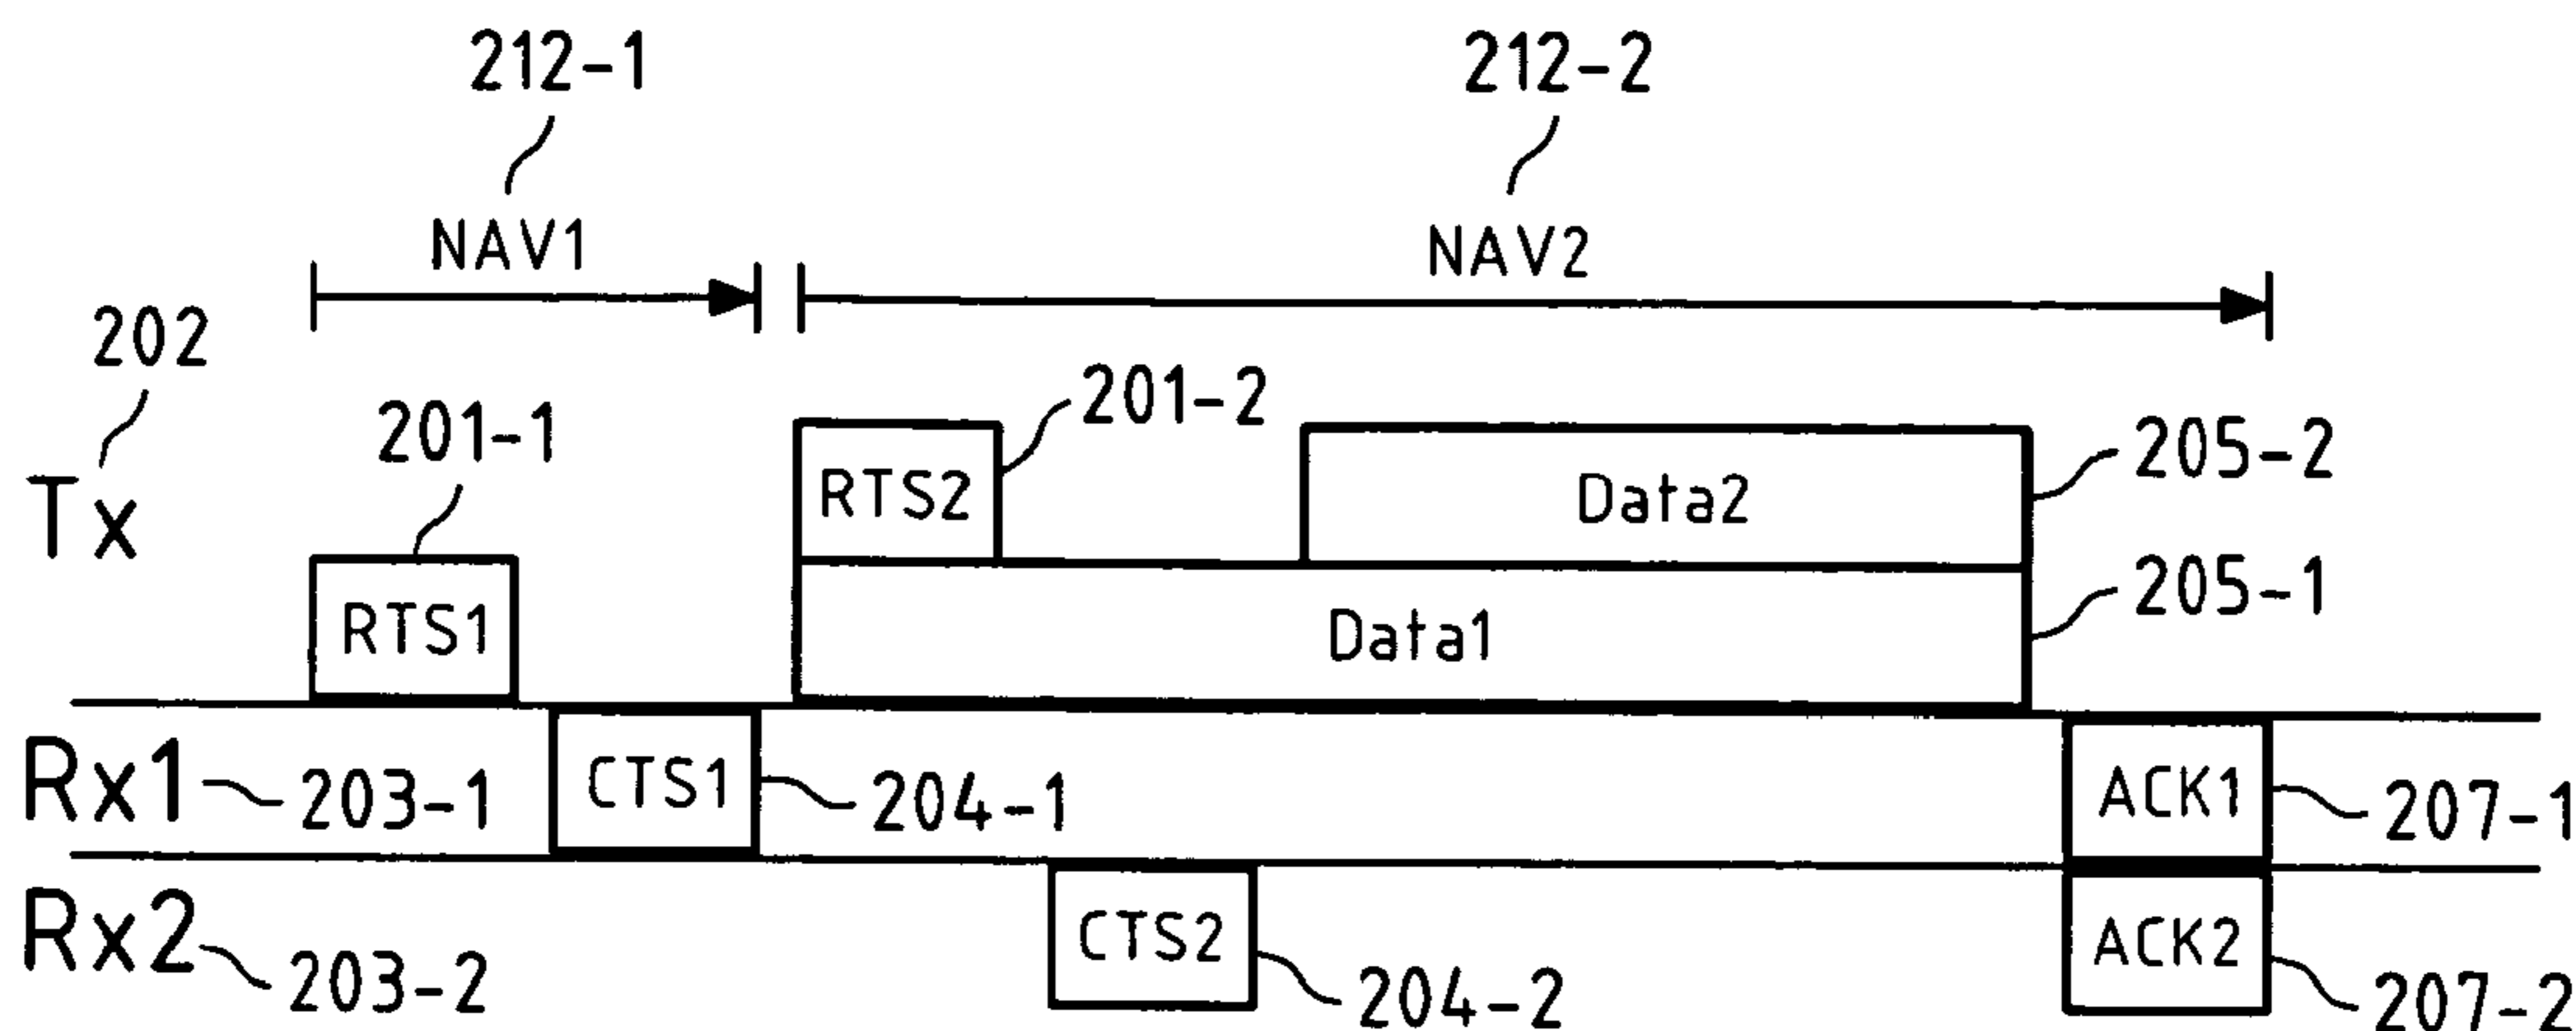 212-1 212-2
NAV1 NAV2
202
201-1 201-2
Tx RTS2 Data2 205-2
RTS1 Data1 205-1
Rx1 203-1 CTS1 204-1 ACK1 207-1
Rx2 203-2 CTS2 204-2 ACK2 207-2